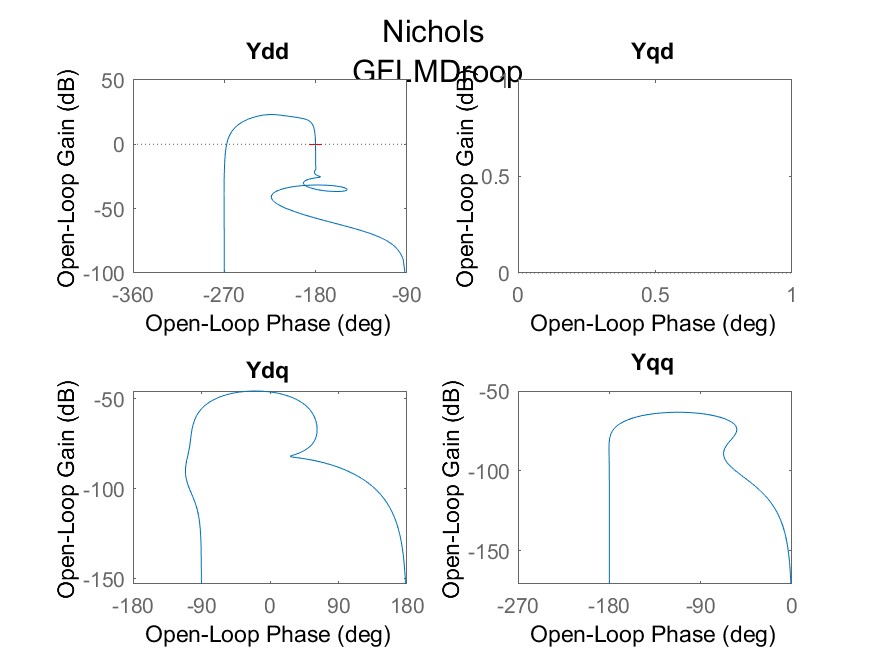 Nichols
GFLMDroop
Ydd
Open-Loop Gain (dB)
50
0
-50
-100
-360
-270
-180
-90
Open-Loop Phase (deg)
Yqd
Open-Loop Gain (dB)
0.5
0
0
0.5
1
Open-Loop Phase (deg)
Ydq
Open-Loop Gain (dB)
-50
-100
-150
-180
-90
0
90
180
Open-Loop Phase (deg)
Yqq
Open-Loop Gain (dB)
-50
-100
-150
-270
-180
-90
0
Open-Loop Phase (deg)